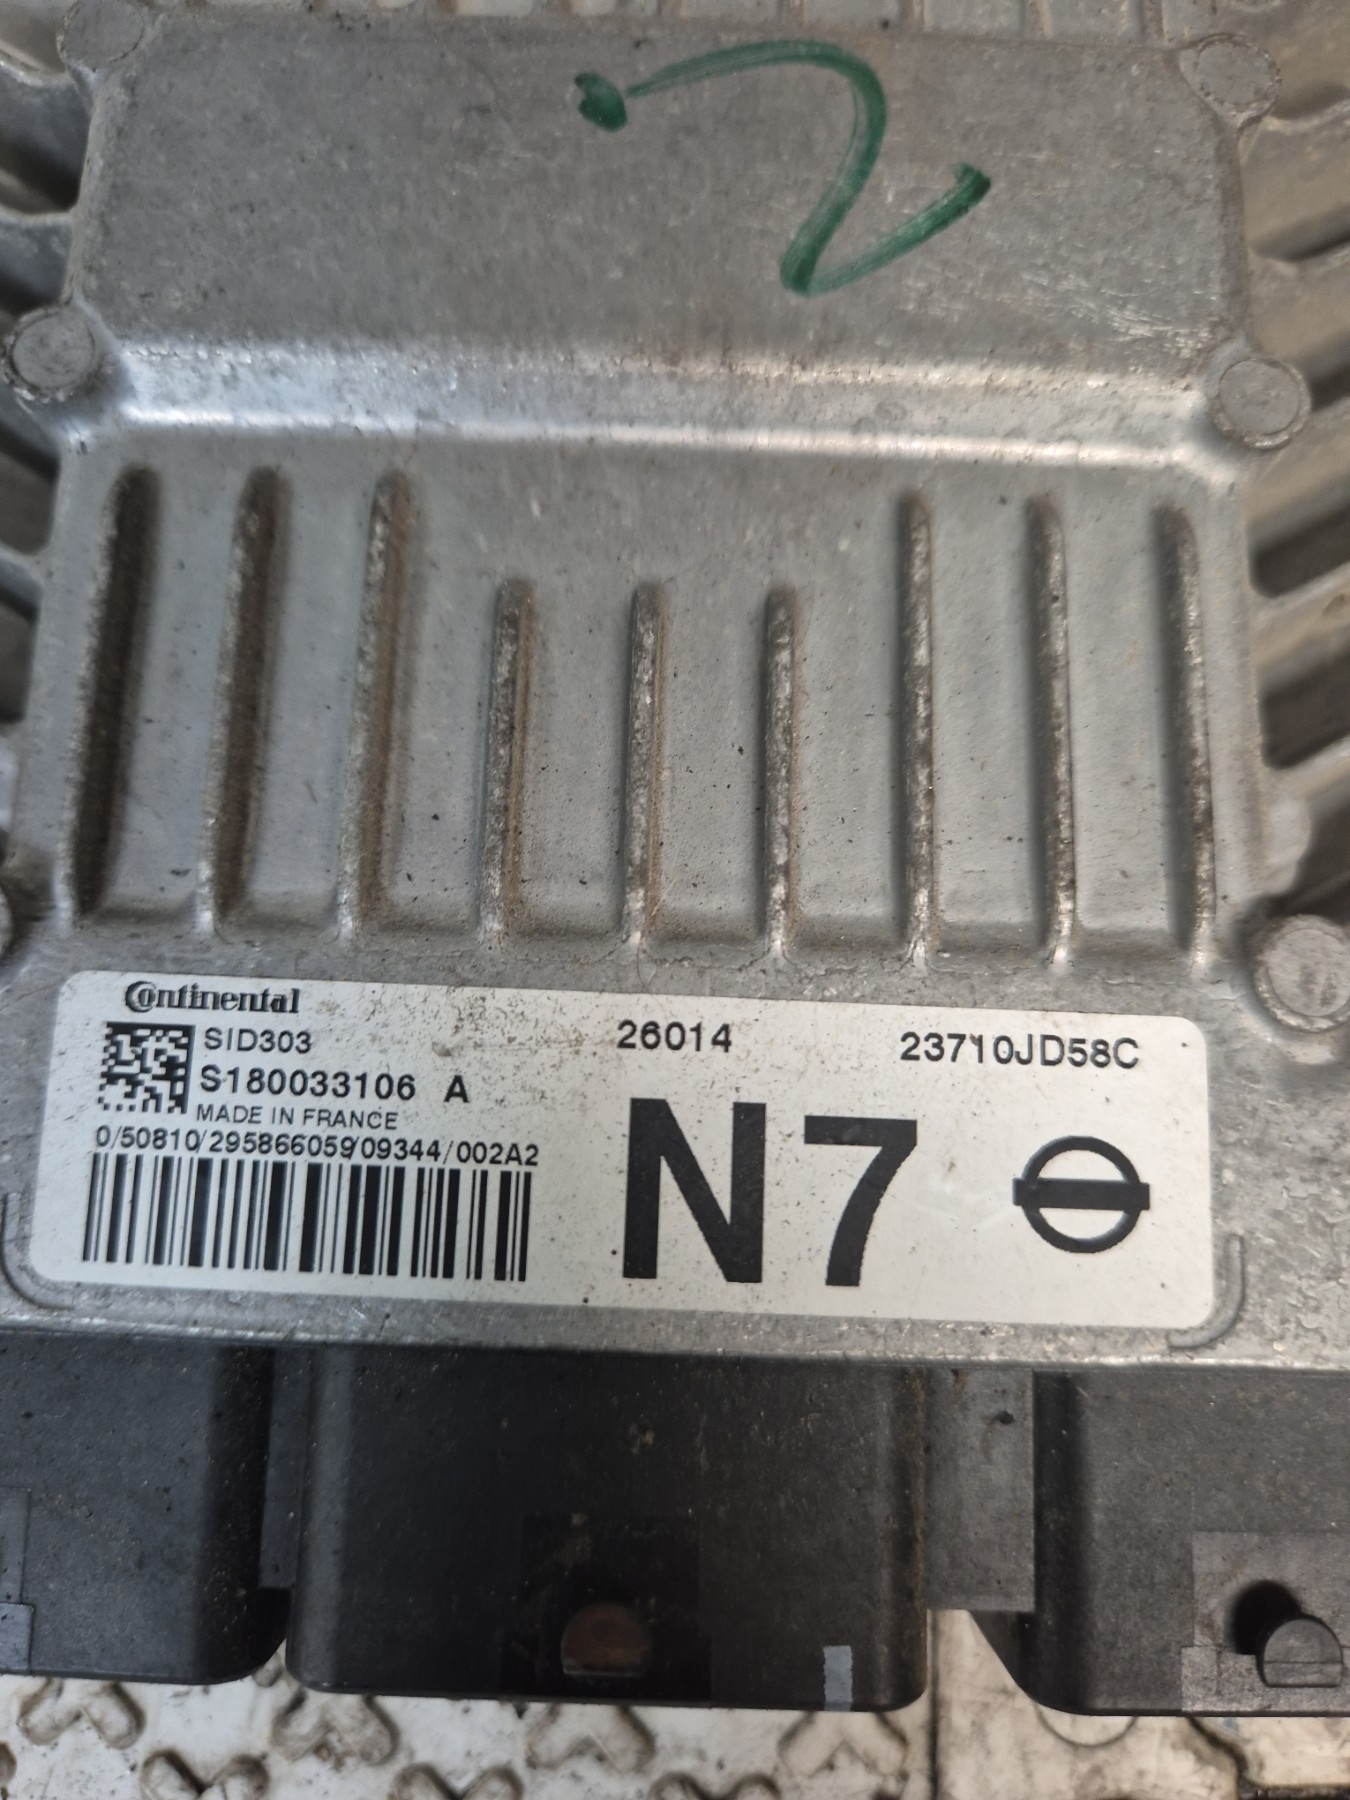 2
Continental
SID303
S180033106 A
MADE IN FRANCE
0/50810/295866059/09344/002A2
26014
23710JD58C
N7